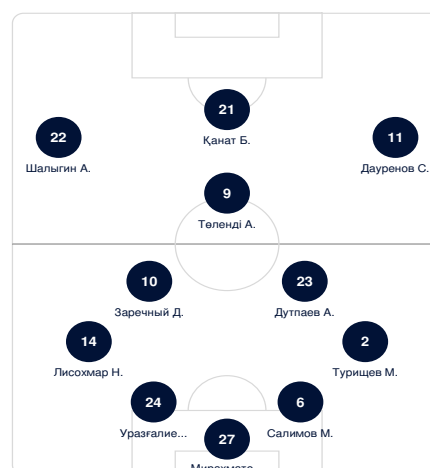 21
Қанат Б.
22
Шалыгин А.
11
Дауренов С.
9
Төленді А.
10
Заречный Д.
23
Дутпаев А.
14
Лисохмар Н.
2
Турищев М.
24
Уразғалие...
6
Салимов М.
27